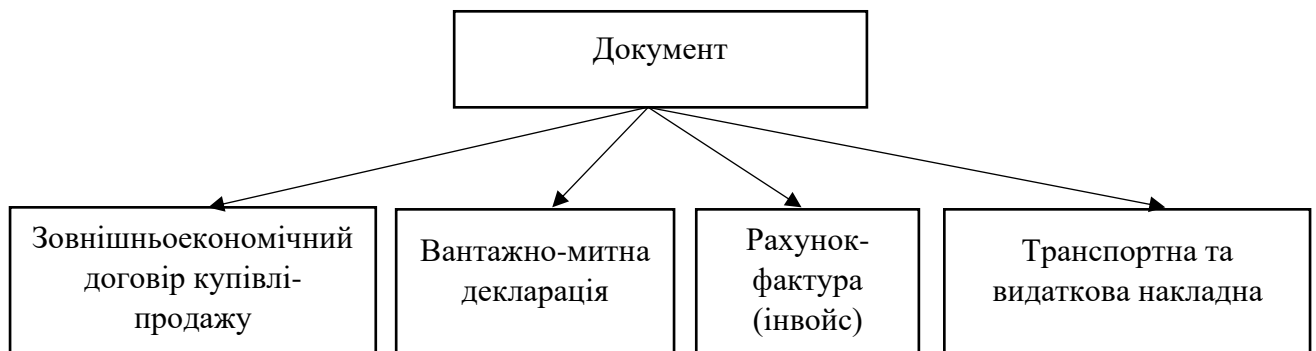 Документ
Зовнішньоекономічний
договір купівлі-
продажу
Вантажно-митна
декларація
Рахунок-
фактура
(інвойс)
Транспортна та
видаткова накладна